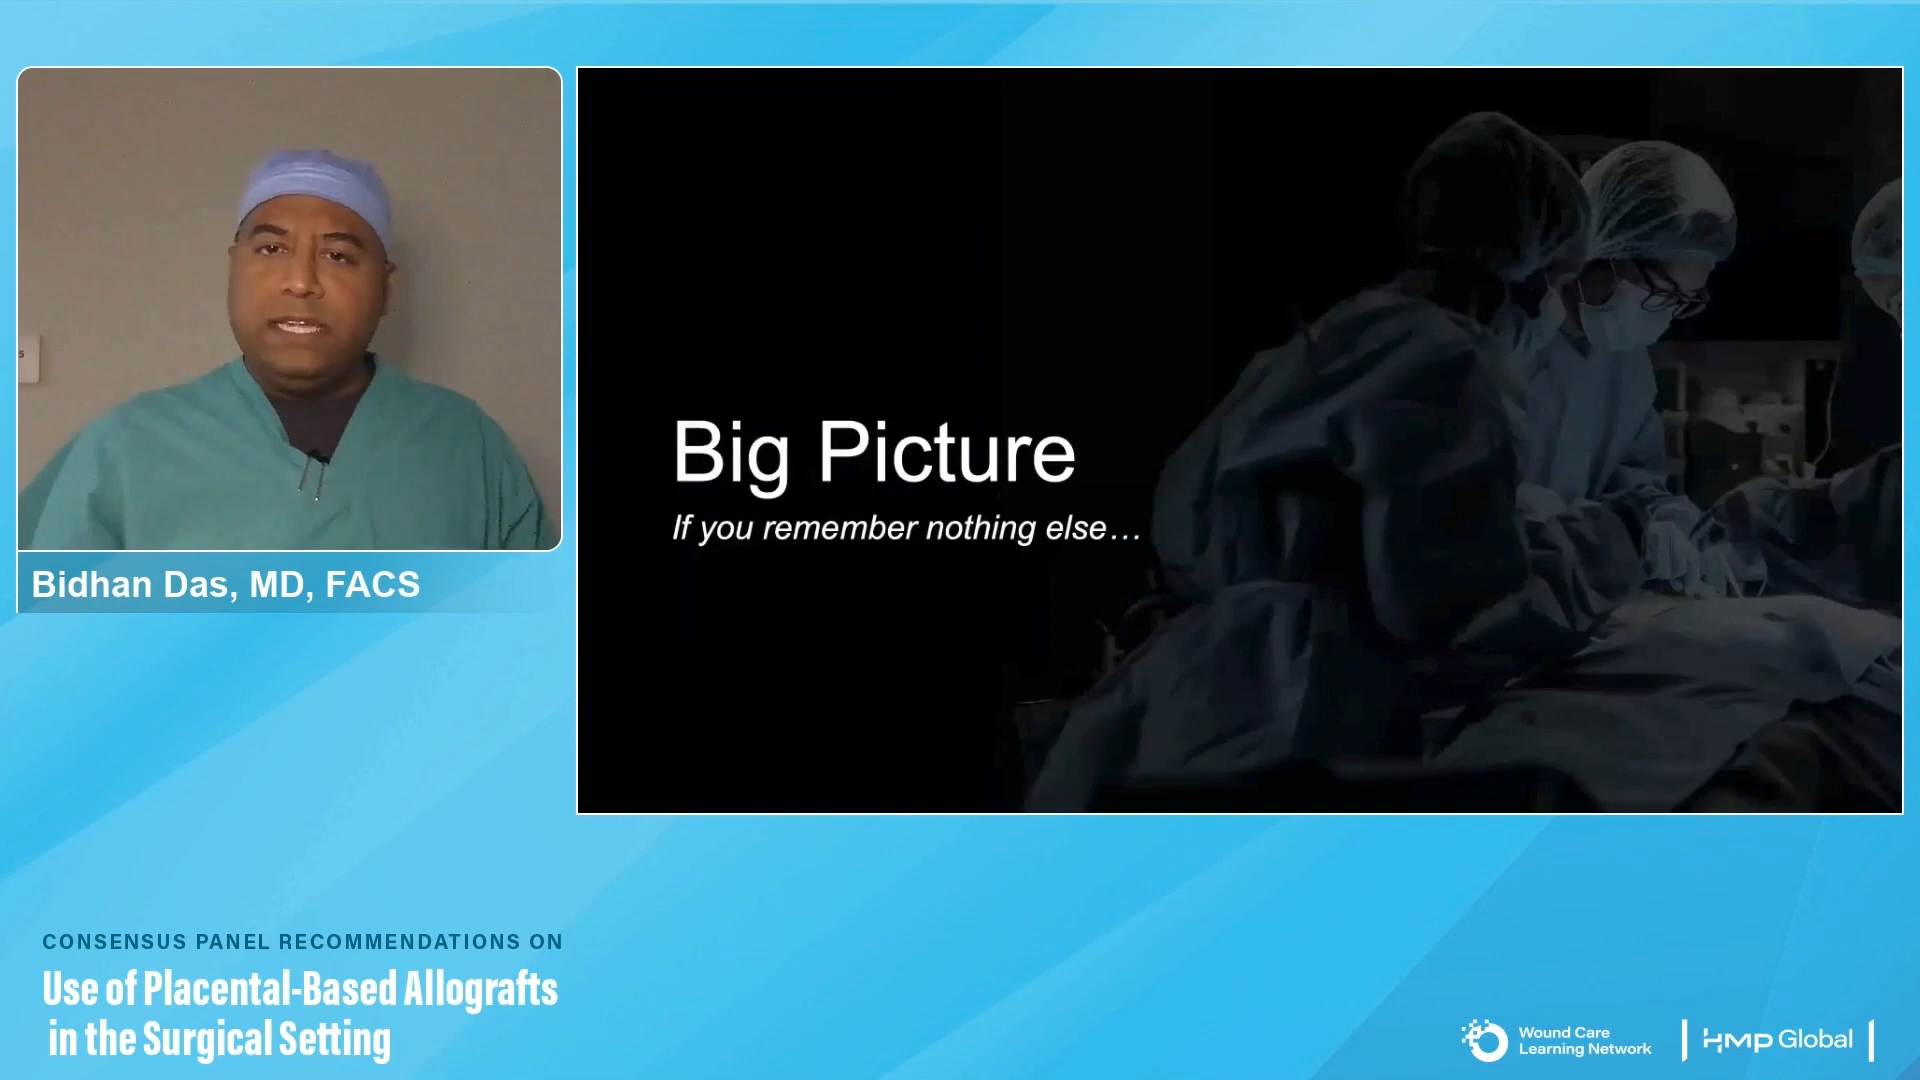 Big Picture
If you remember nothing else…
Bidhan Das, MD, FACS
CONSENSUS PANEL RECOMMENDATIONS ON
Use of Placental-Based Allografts
in the Surgical Setting
Wound Care
Learning Network
HMP Global
5